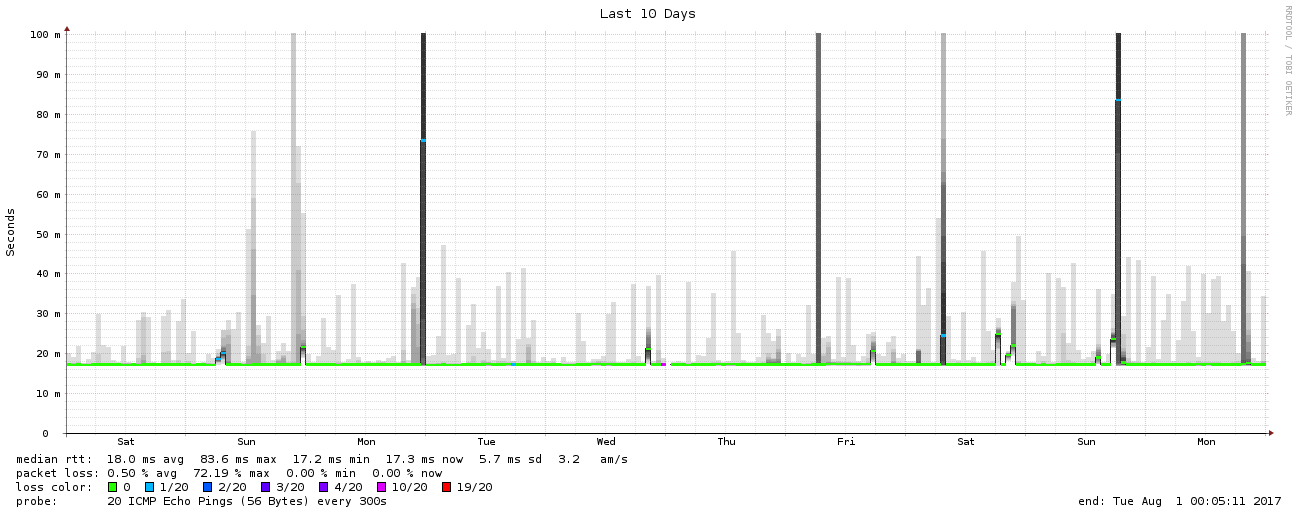 Last 10 Days
RRDTOOL / TOBI OETIKER
Seconds
100 m
90 m
80 m
70 m
60 m
50 m
40 m
30 m
20 m
10 m
0
Sat Sun Mon Tue Wed Thu Fri Sat Sun Mon
median rtt: 18.0 ms avg 83.6 ms max 17.2 ms min 17.3 ms now 5.7 ms sd 3.2 am/s
packet loss: 0.50 % avg 72.19 % max 0.00 % min 0.00 % now
loss color: 0 1/20 2/20 3/20 4/20 10/20 19/20
probe: 20 ICMP Echo Pings (56 Bytes) every 300s end: Tue Aug 1 00:05:11 2017